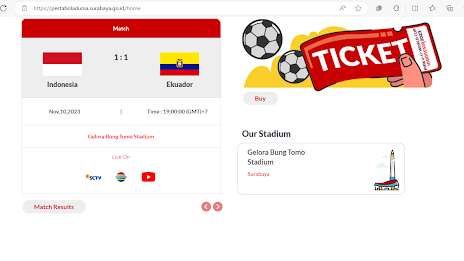 https://pestaboladunia.surabaya.go.id/home
Match
1 : 1
Indonesia
Ekuador
Nov,10,2023 | Time : 19:00:00 (GMT)+7
Gelora Bung Tomo Stadium
Live On
SCTV
Match Results
TICKET
Buy
Our Stadium
Gelora Bung Tomo
Stadium
Surabaya